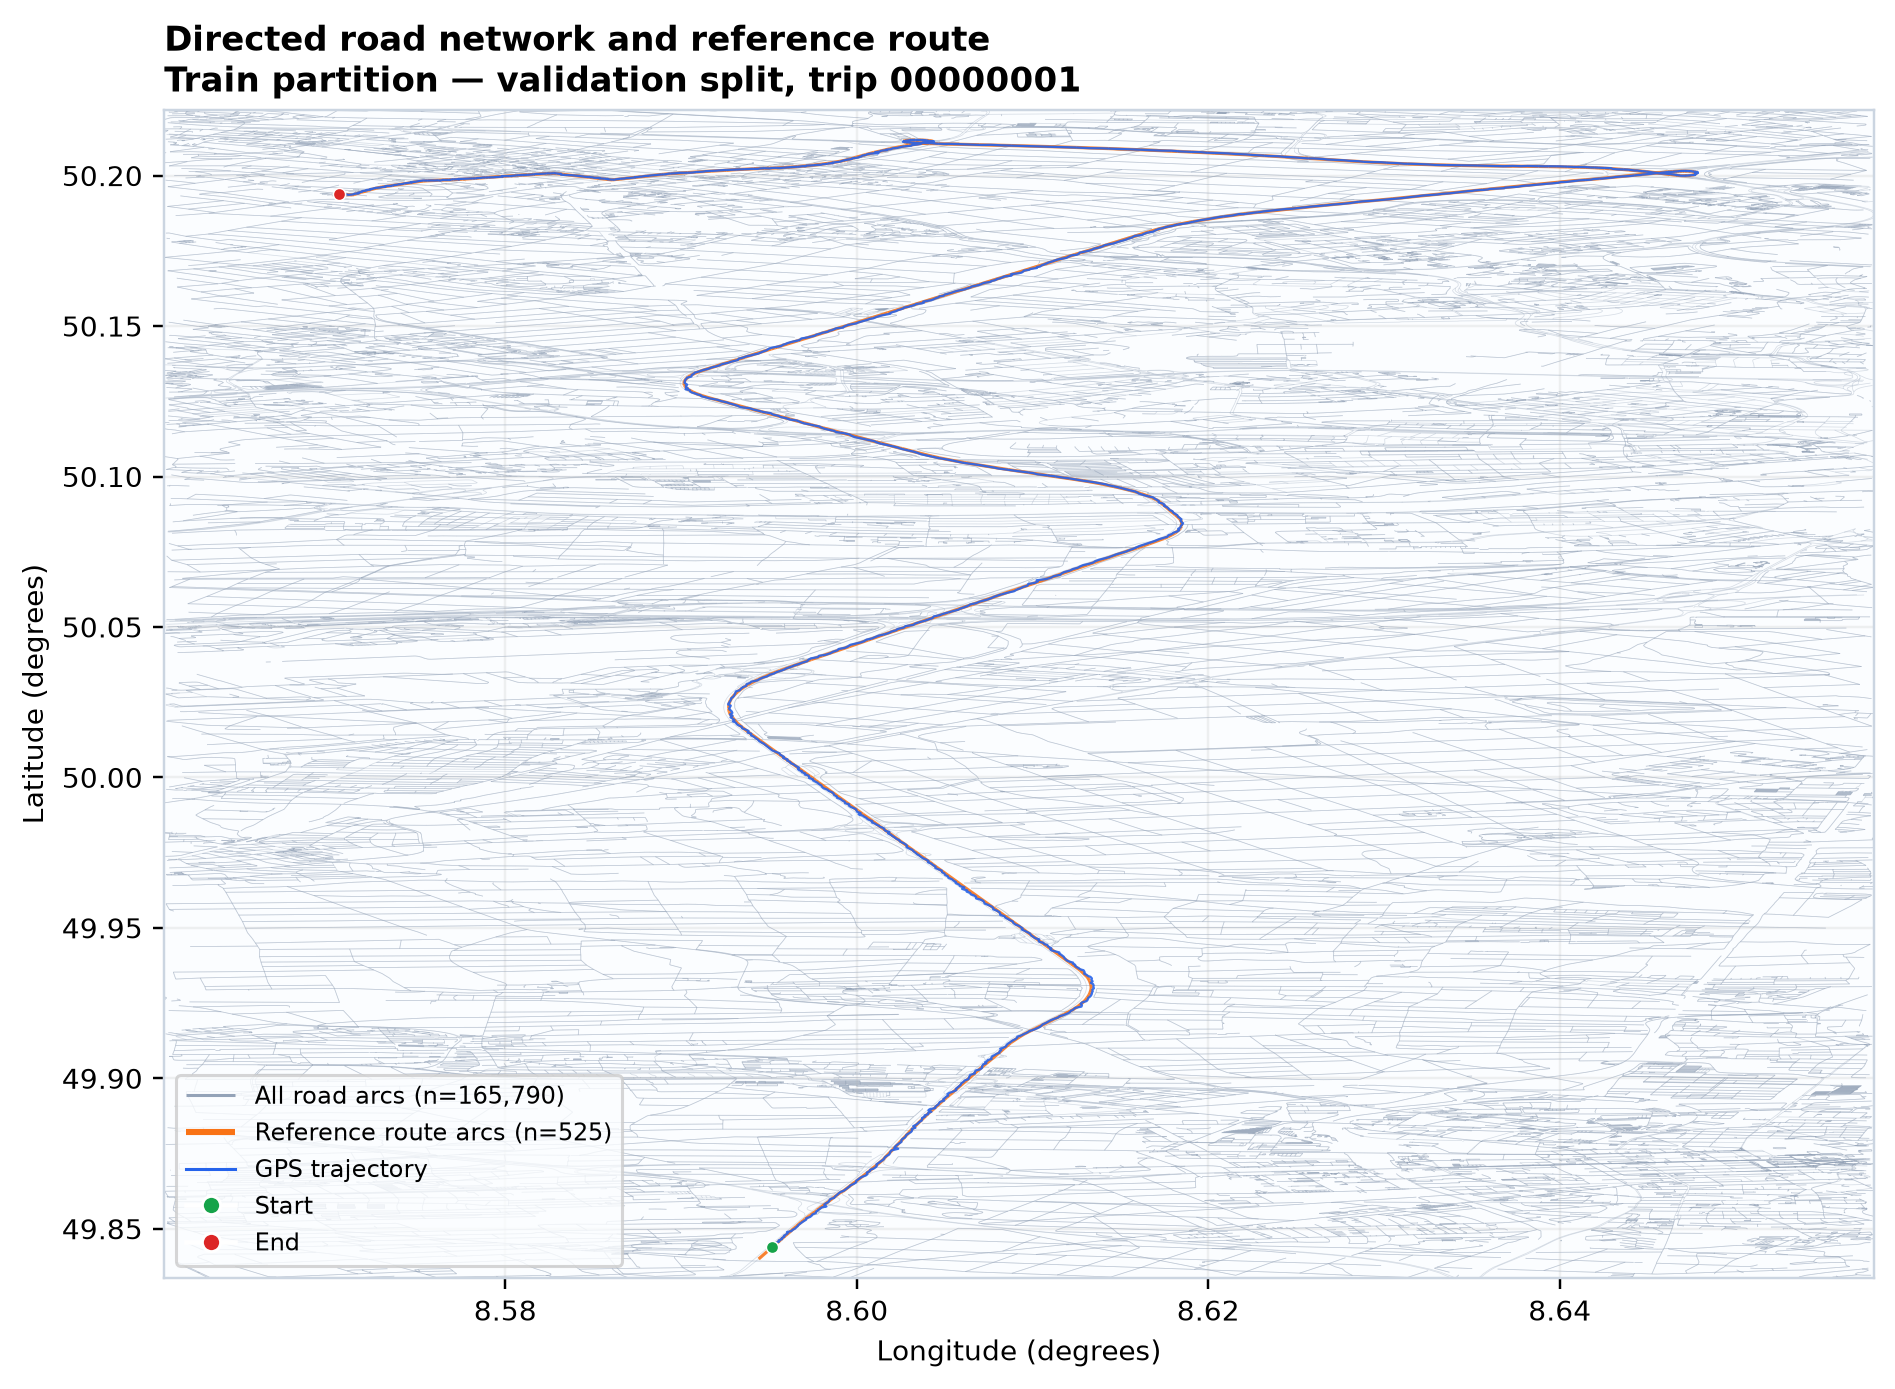 Directed road network and reference route
Train partition — validation split, trip 00000001
Latitude (degrees)
50.20
50.15
50.10
50.05
50.00
49.95
49.90
49.85
All road arcs (n=165,790)
Reference route arcs (n=525)
GPS trajectory
Start
End
8.58
8.60
8.62
8.64
Longitude (degrees)